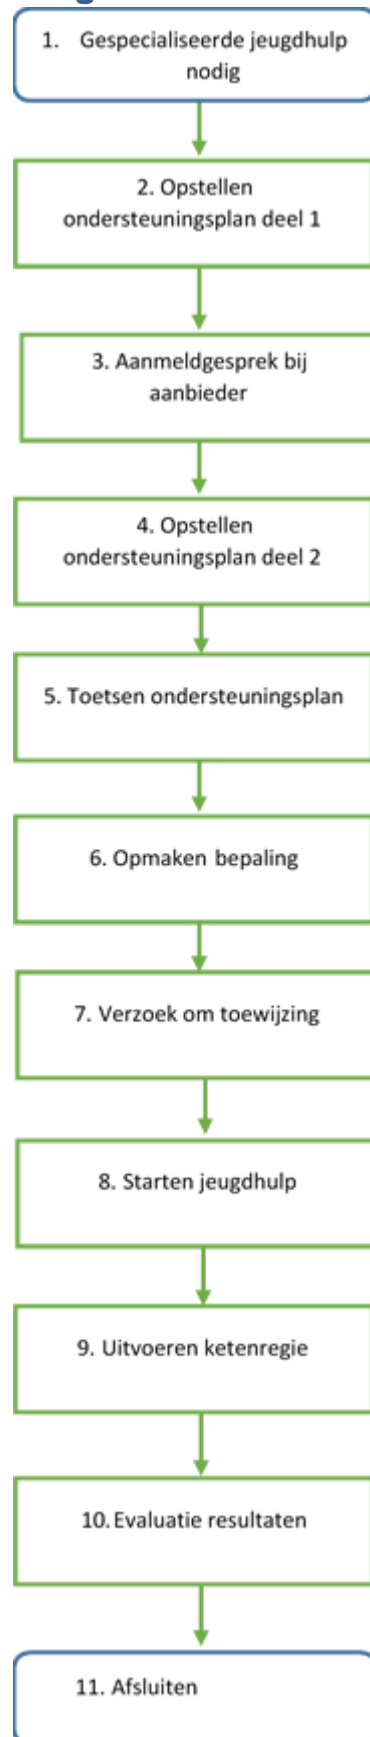 1. Gespecialiseerde jeugdhulp
nodig
2. Opstellen
ondersteuningsplan deel 1
3. Aanmeldgesprek bij
aanbieder
4. Opstellen
ondersteuningsplan deel 2
5. Toetsen ondersteuningsplan
6. Opmaken bepaling
7. Verzoek om toewijzing
8. Starten jeugdhulp
9. Uitvoeren ketenregie
10. Evaluatie resultaten
11. Afsluiten